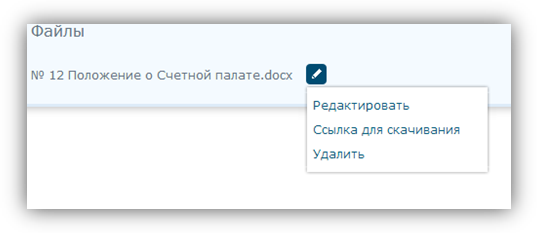 Файлы
№ 12 Положение о Счетной палате.docx
Редактировать
Ссылка для скачивания
Удалить